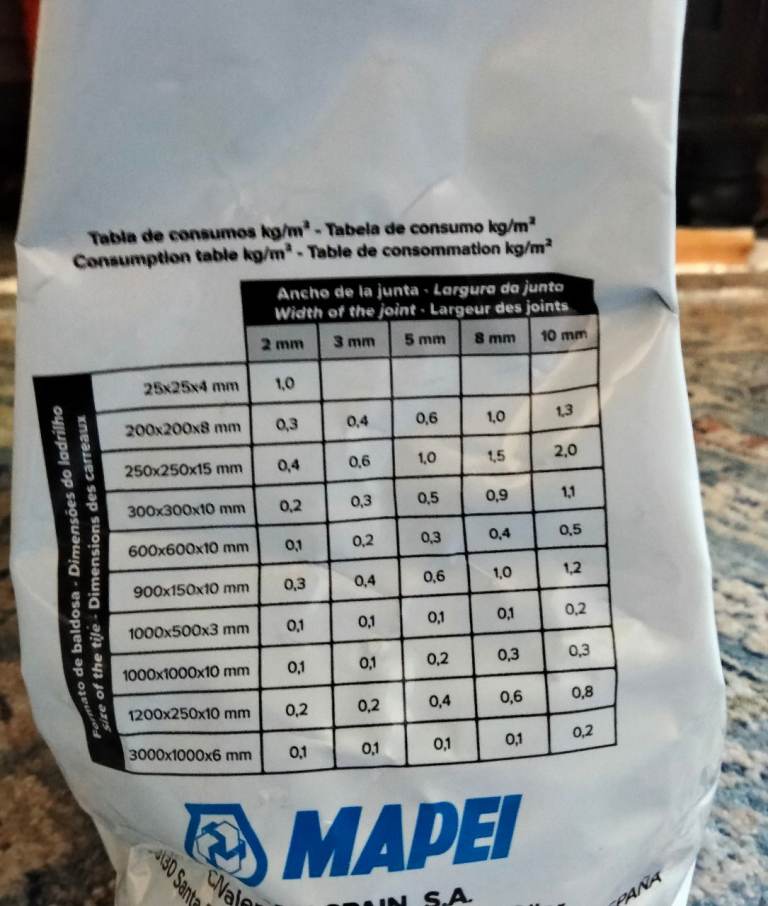 Tabla de consumos kg/m² - Tabela de consumo kg/m²
Consumption table kg/m² - Table de consommation kg/m²
Ancho de la junta - Largura da junta
Width of the joint - Largeur des joints
2 mm 3 mm 5 mm 8 mm 10 mm
Formato de baldosa - Dimensões do ladrilho
Size of the tile - Dimensions des carreaux
25x25x4 mm 1,0
200x200x8 mm 0,3 0,4 0,6 1,0 1,3
250x250x15 mm 0,4 0,6 1,0 1,5 2,0
300x300x10 mm 0,2 0,3 0,5 0,9 1,1
600x600x10 mm 0,1 0,2 0,3 0,4 0,5
900x150x10 mm 0,3 0,4 0,6 1,0 1,2
1000x500x3 mm 0,1 0,1 0,1 0,1 0,2
1000x1000x10 mm 0,1 0,1 0,2 0,3 0,3
1200x250x10 mm 0,2 0,2 0,4 0,6 0,8
3000x1000x6 mm 0,1 0,1 0,1 0,1 0,2
MAPEI
Santa
S.A.